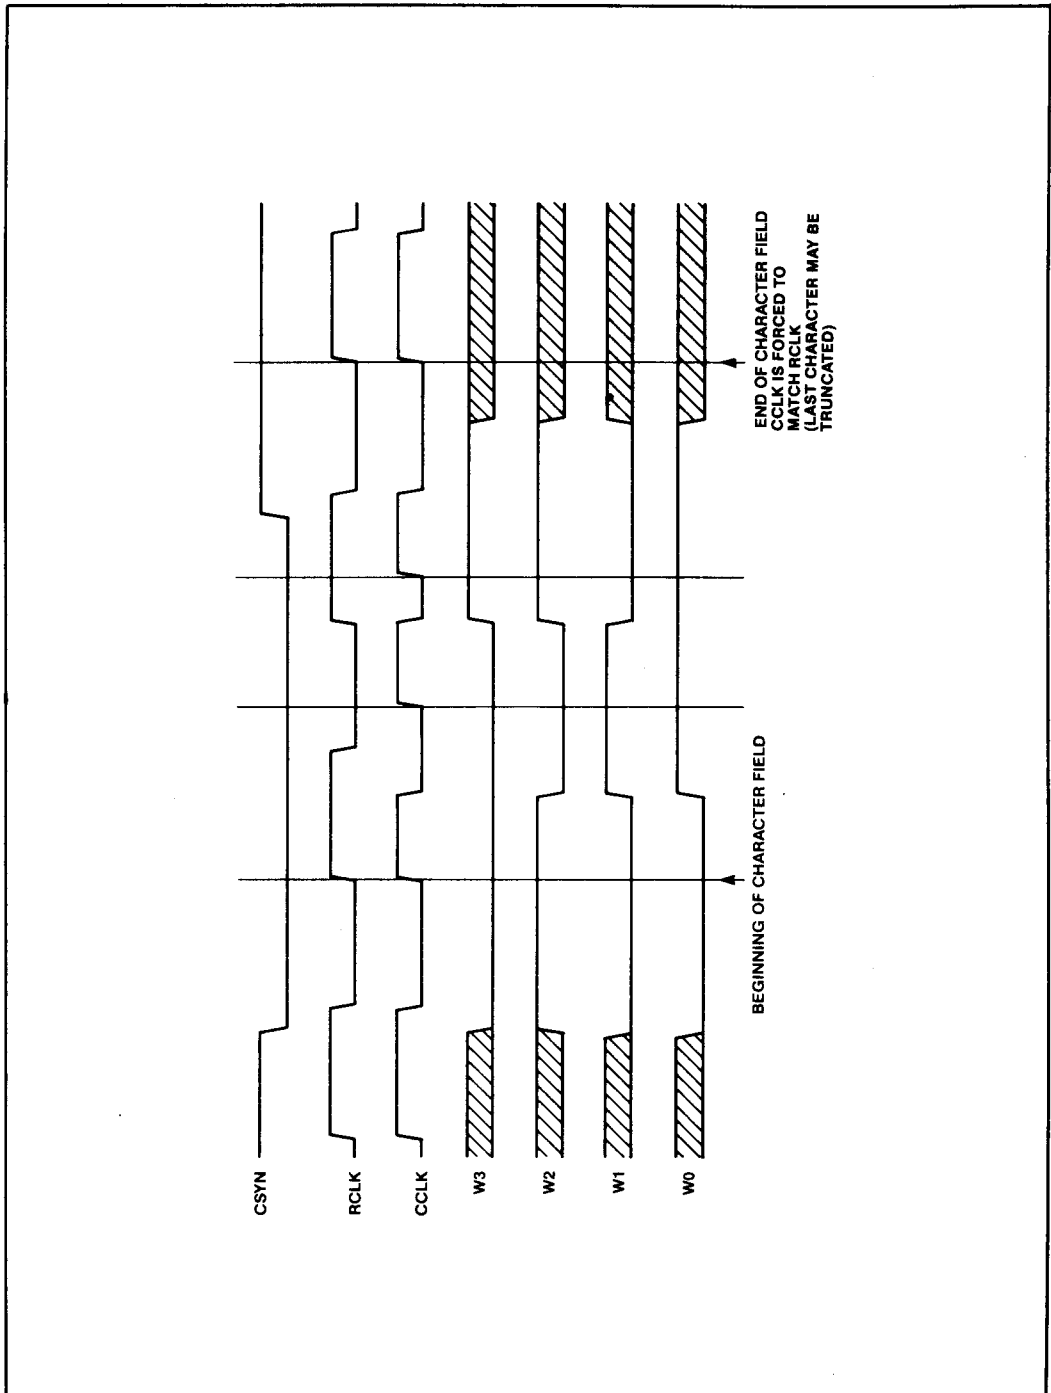 CSYN
RCLK
CCLK
W3
W2
W1
W0
BEGINNING OF CHARACTER FIELD
END OF CHARACTER FIELD
CCLK IS FORCED TO
MATCH RCLK
(LAST CHARACTER MAY BE
TRUNCATED)